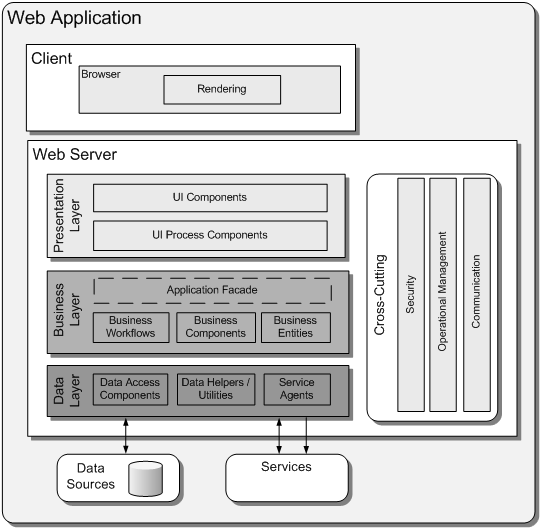 Web Application
Client
Browser
Rendering
Web Server
Presentation
Layer
UI Components
UI Process Components
Business
Layer
Application Facade
Business
Workflows
Business
Components
Business
Entities
Data
Layer
Data Access
Components
Data Helpers /
Utilities
Service
Agents
Cross-Cutting
Security
Operational Management
Communication
Data
Sources
Services